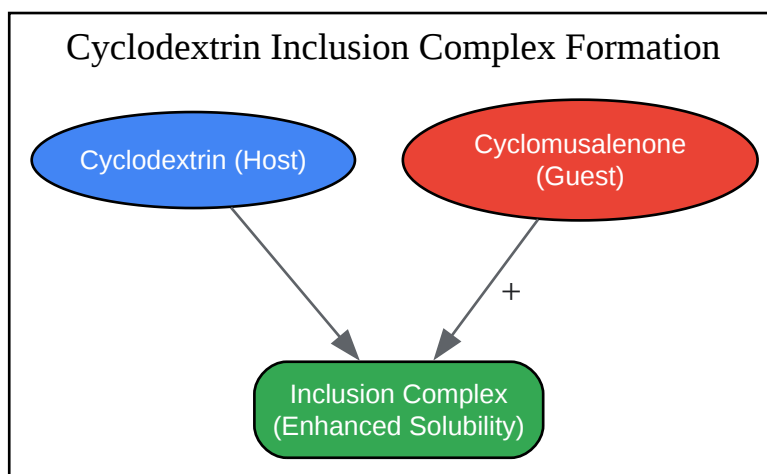 Cyclodextrin Inclusion Complex Formation
Cyclodextrin (Host)
Cyclomusalenone
(Guest)
+
Inclusion Complex
(Enhanced Solubility)